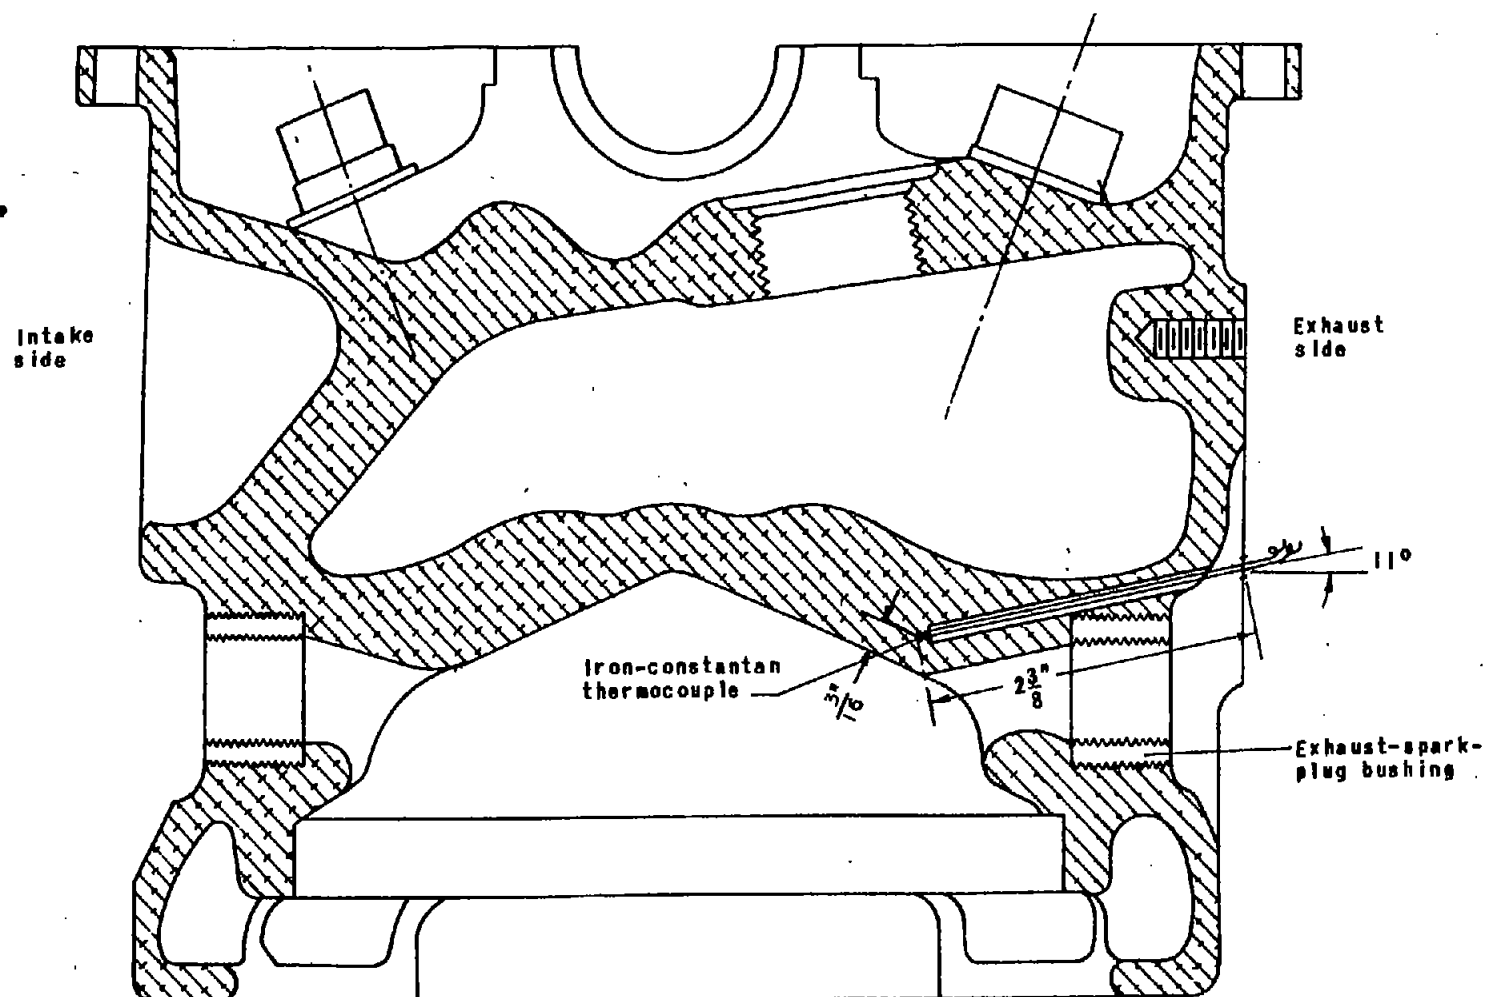 Intake
side
Exhaust
side
11°
Iron-constantan
thermocouple
3"
16
2 3/8"
Exhaust-spark-
plug bushing